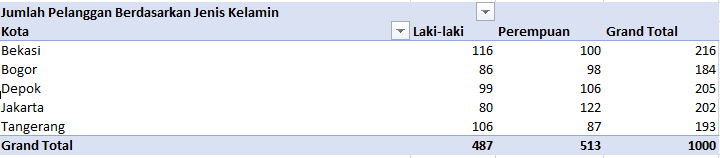 Jumlah Pelanggan Berdasarkan Jenis Kelamin
Kota Laki-laki Perempuan Grand Total
Bekasi 116 100 216
Bogor 86 98 184
Depok 99 106 205
Jakarta 80 122 202
Tangerang 106 87 193
Grand Total 487 513 1000